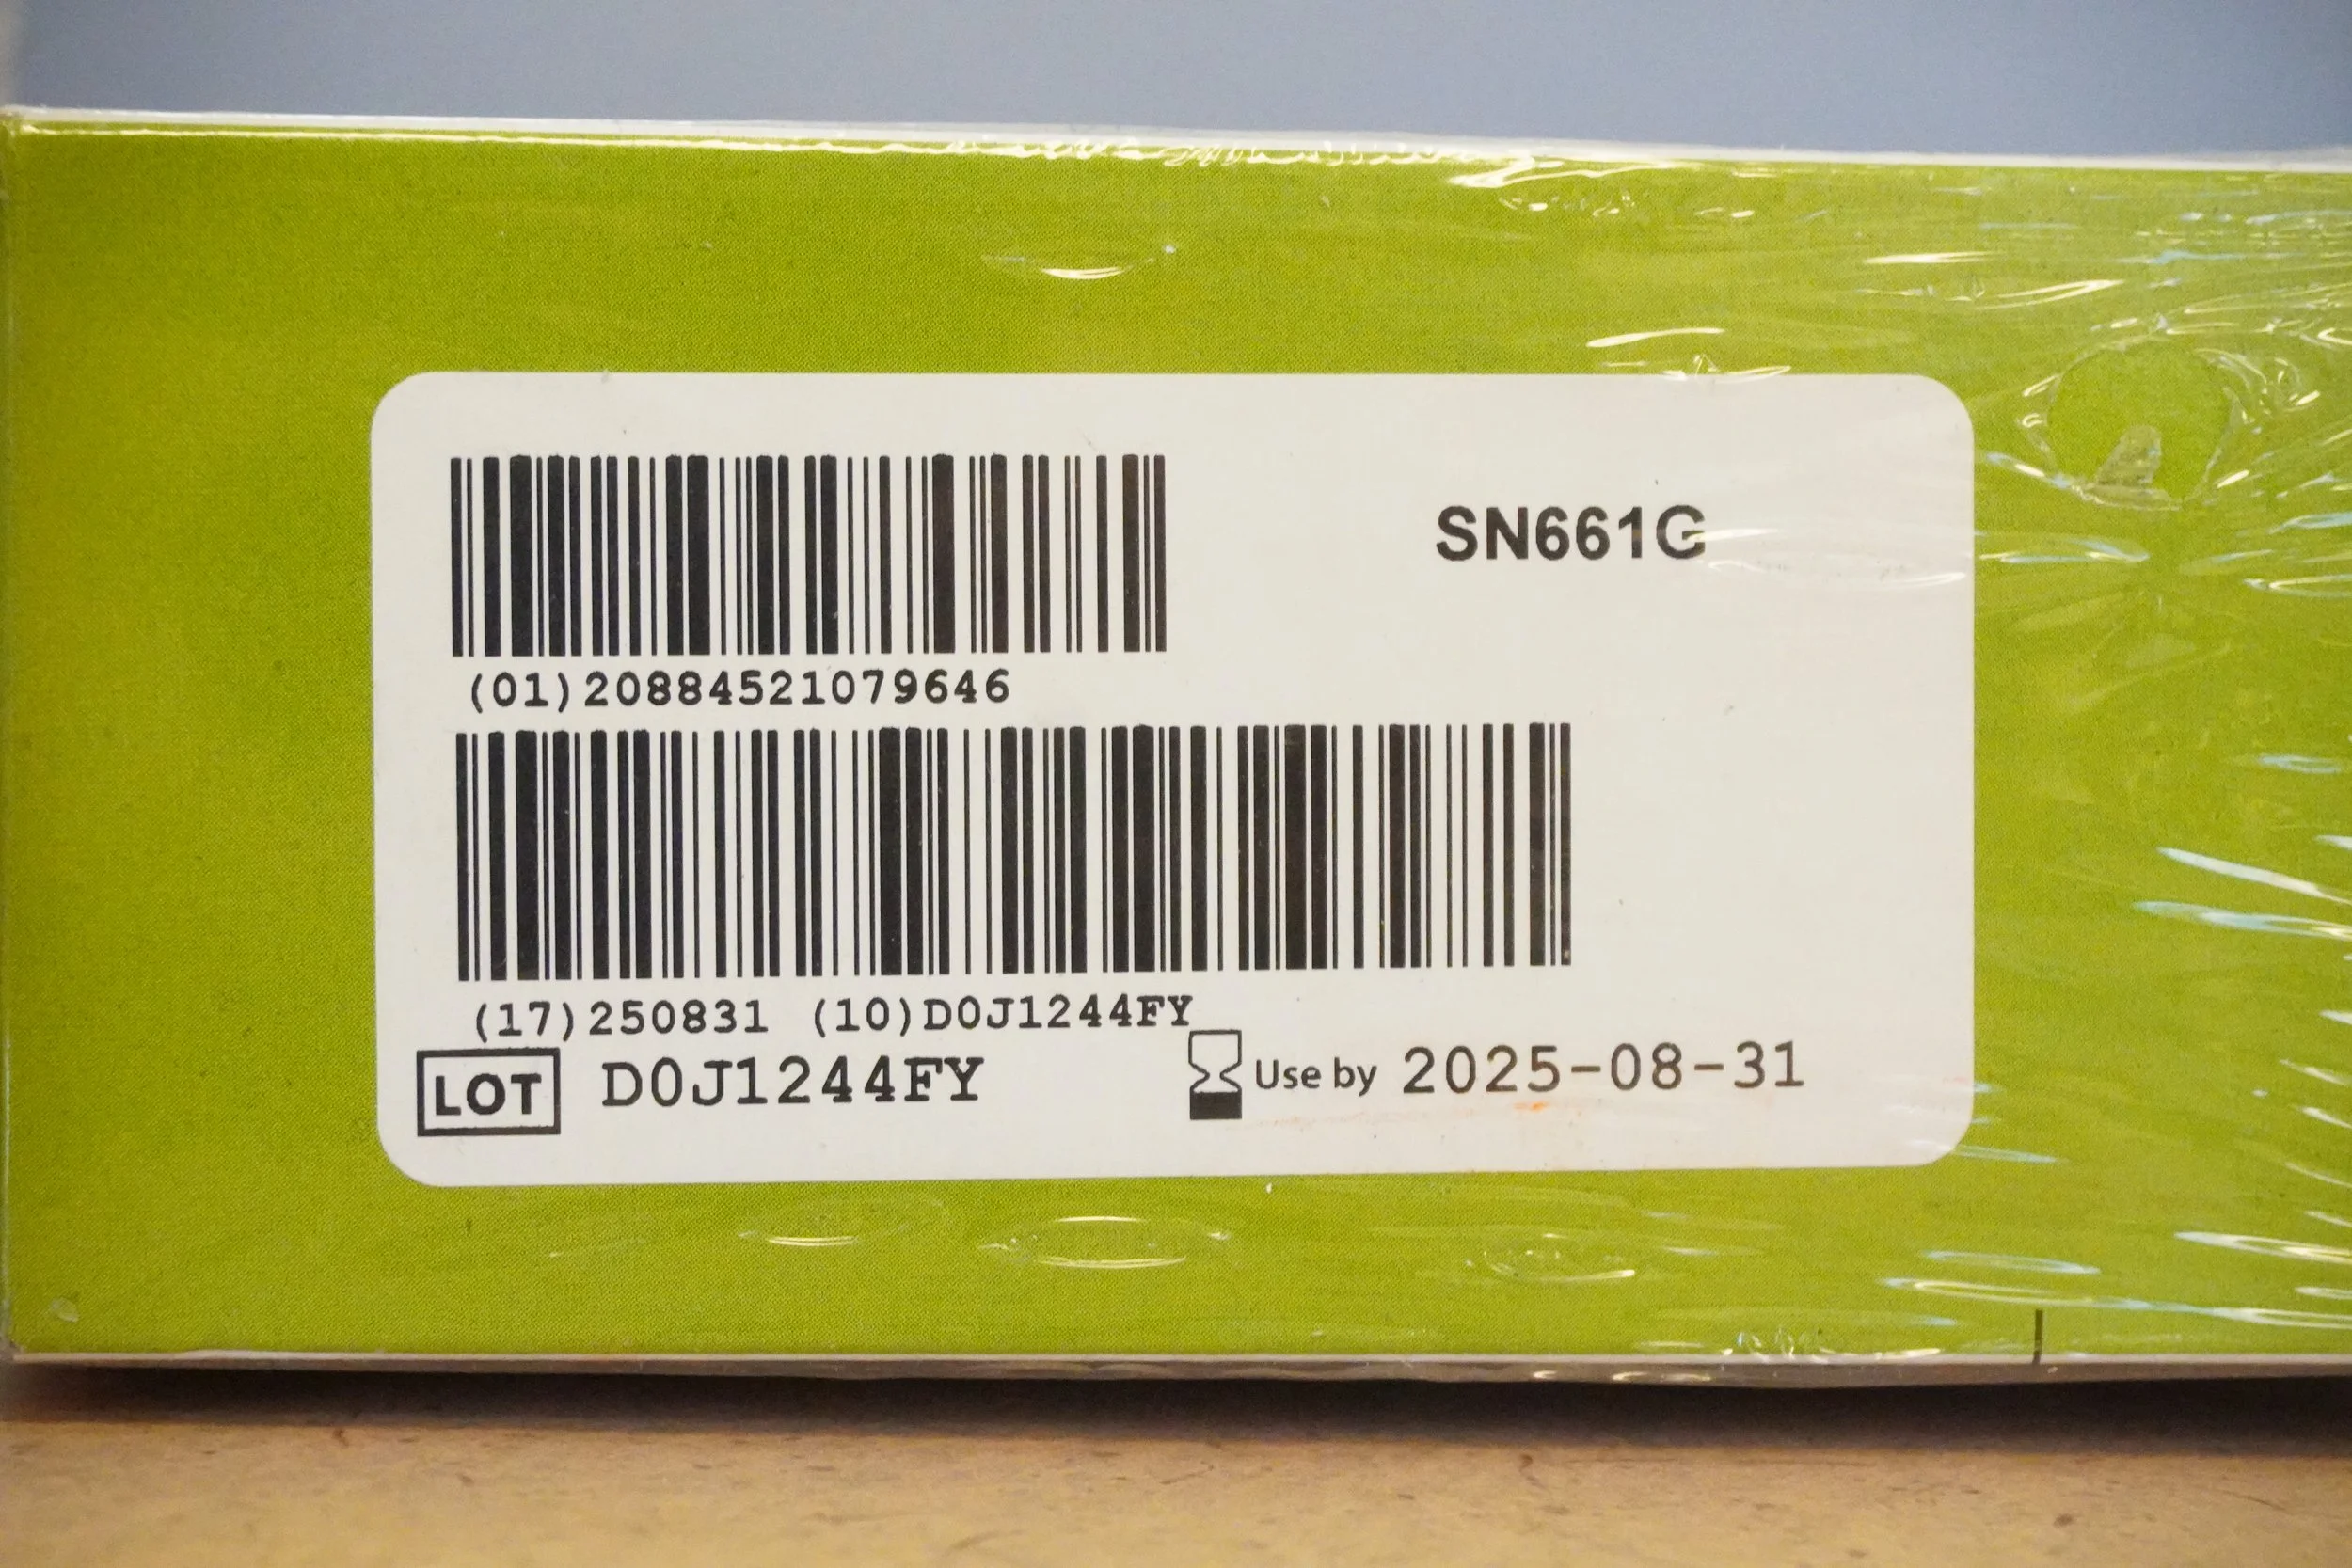 SN661G
(01)20884521079646
(17)250831 (10)D0J1244FY
LOT D0J1244FY Use by 2025-08-31